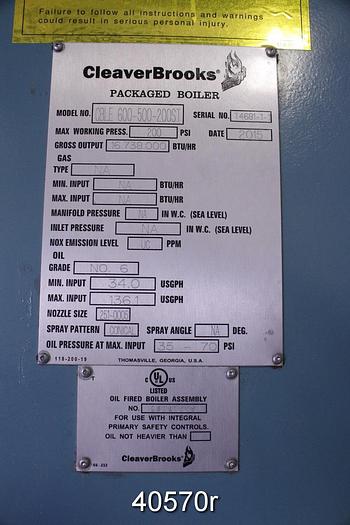 Failure to follow all instructions and warnings
could result in serious personal injury.
CleaverBrooks®
PACKAGED BOILER
MODEL NO. CBLE 600-500-200ST SERIAL NO. T4691-1-
MAX WORKING PRESS. 200 PSI DATE 2015
GROSS OUTPUT 16,738,000 BTU/HR
GAS
TYPE NA
MIN. INPUT NA BTU/HR
MAX. INPUT NA BTU/HR
MANIFOLD PRESSURE NA IN W.C. (SEA LEVEL)
INLET PRESSURE NA IN W.C. (SEA LEVEL)
NOX EMISSION LEVEL UC PPM
OIL
GRADE NO. 6
MIN. INPUT 34.0 USGPH
MAX. INPUT 136.1 USGPH
NOZZLE SIZE
SPRAY PATTERN CONICAL SPRAY ANGLE NA DEG.
OIL PRESSURE AT MAX. INPUT 35 - 70 PSI
118-200-19 THOMASVILLE, GEORGIA, U.S.A.
C UL US
LISTED
OIL FIRED BOILER ASSEMBLY
NO.
FOR USE WITH INTEGRAL
PRIMARY SAFETY CONTROLS.
OIL NOT HEAVIER THAN
CleaverBrooks
40570r